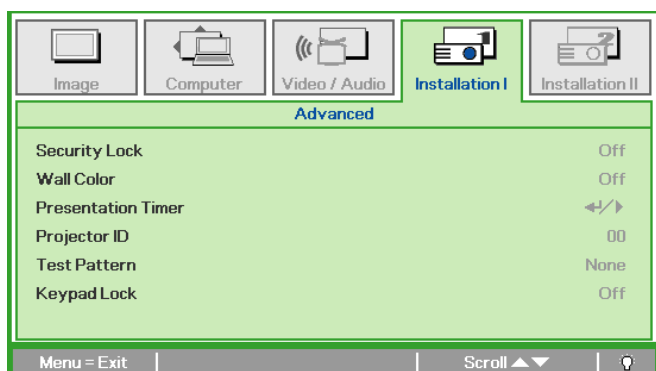 Image Computer Video / Audio Installation I Installation II
Advanced
Security Lock Off
Wall Color Off
Presentation Timer ↵/▶
Projector ID 00
Test Pattern None
Keypad Lock Off
Menu = Exit Scroll ▲▼